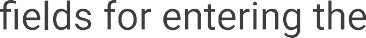 fields for entering the